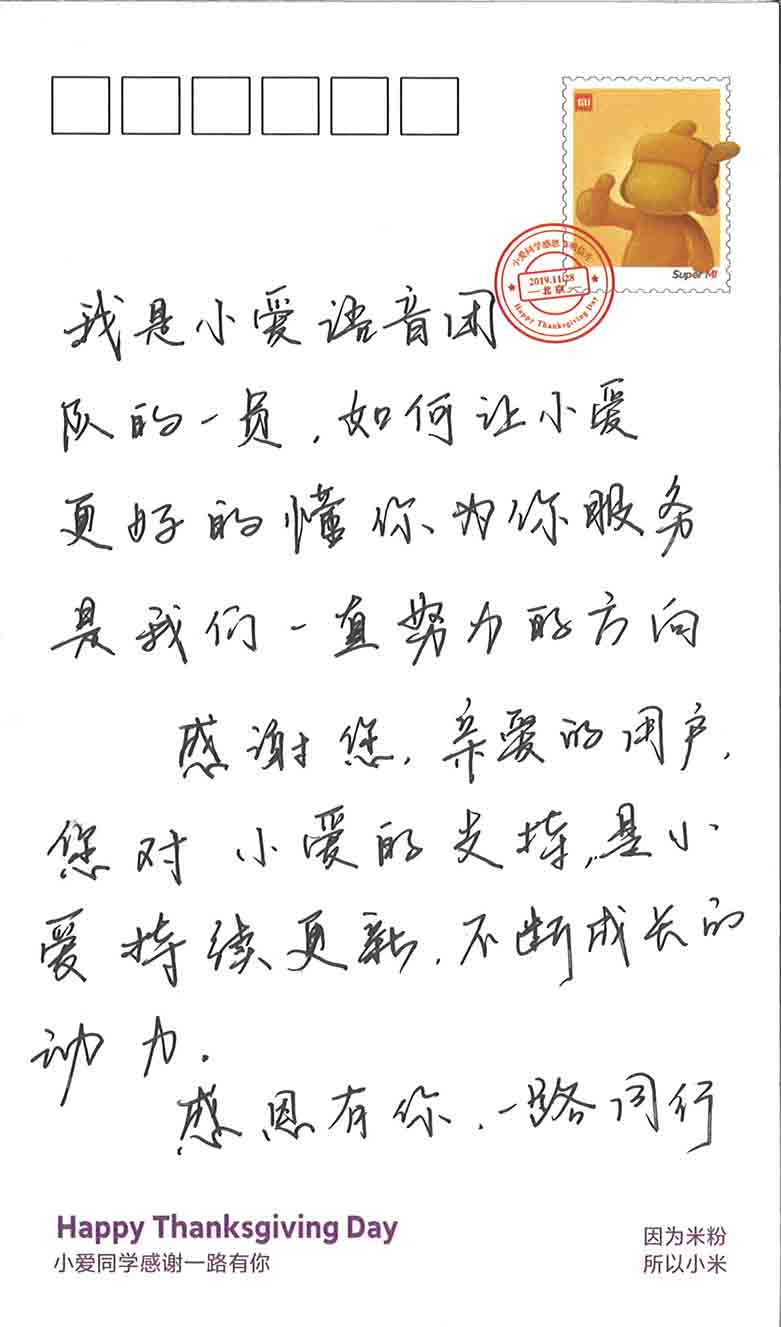 MI
Super MI
小爱同学感恩节
2019.11.28
北京
Happy Thanksgiving Day
我是小爱语音团
队的一员，如何让小爱
更好的懂你、为你服务
是我们一直努力的方向
感谢您，亲爱的用户，
您对小爱的支持，是小
爱持续更新，不断成长的
动力。
感恩有你，一路同行
Happy Thanksgiving Day
小爱同学感谢一路有你
因为米粉
所以小米